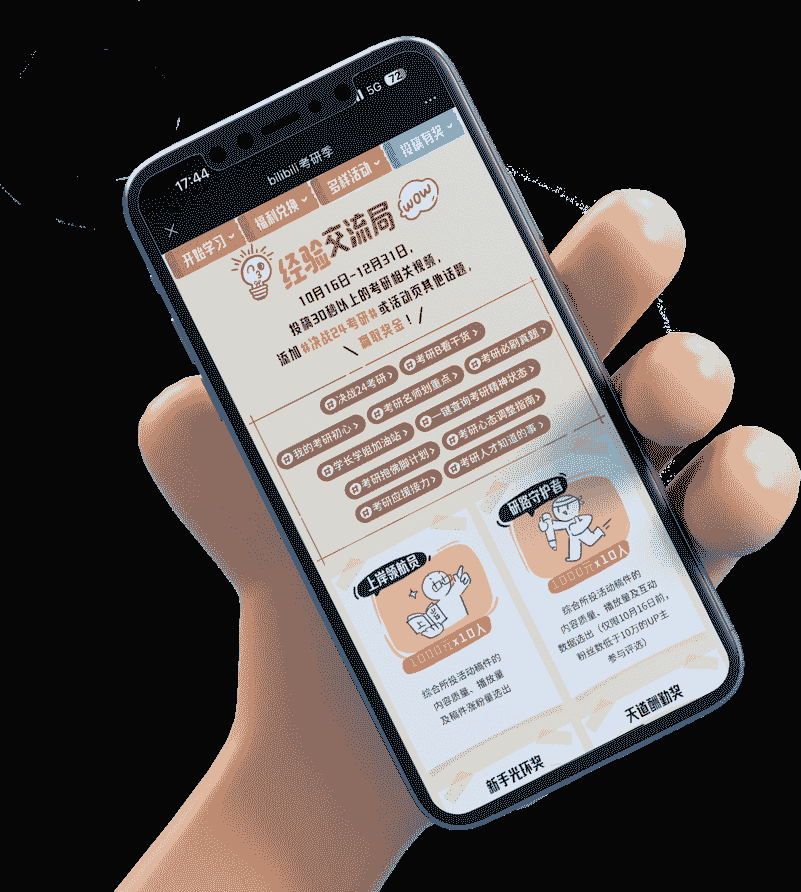 17:44
5G 72
bilibili考研季
开始学习 福利兑换 多样活动 投稿有奖
经验交流局
WOW
10月16日-12月31日，
投稿30秒以上的考研相关视频，
添加#决战24考研#或活动页其他话题，
赢取奖金！
决战24考研 考研B看干货
我的考研初心 考研名师划重点 考研必刷真题
学长学姐加油站 一键查询考研精神状态
考研抱佛脚计划 考研心态调整指南
考研应援接力 考研人才知道的事
上岸领航员
上岸
1000元x10人
综合所投活动稿件的
内容质量、播放量
及稿件涨粉量选出
研路守护者
1000元x10人
综合所投稿件的
内容质量、播放量及互动
数据选出（仅限10月16日前，
粉丝数低于10万的UP主
参与评选）
新手光环奖
天道酬勤奖